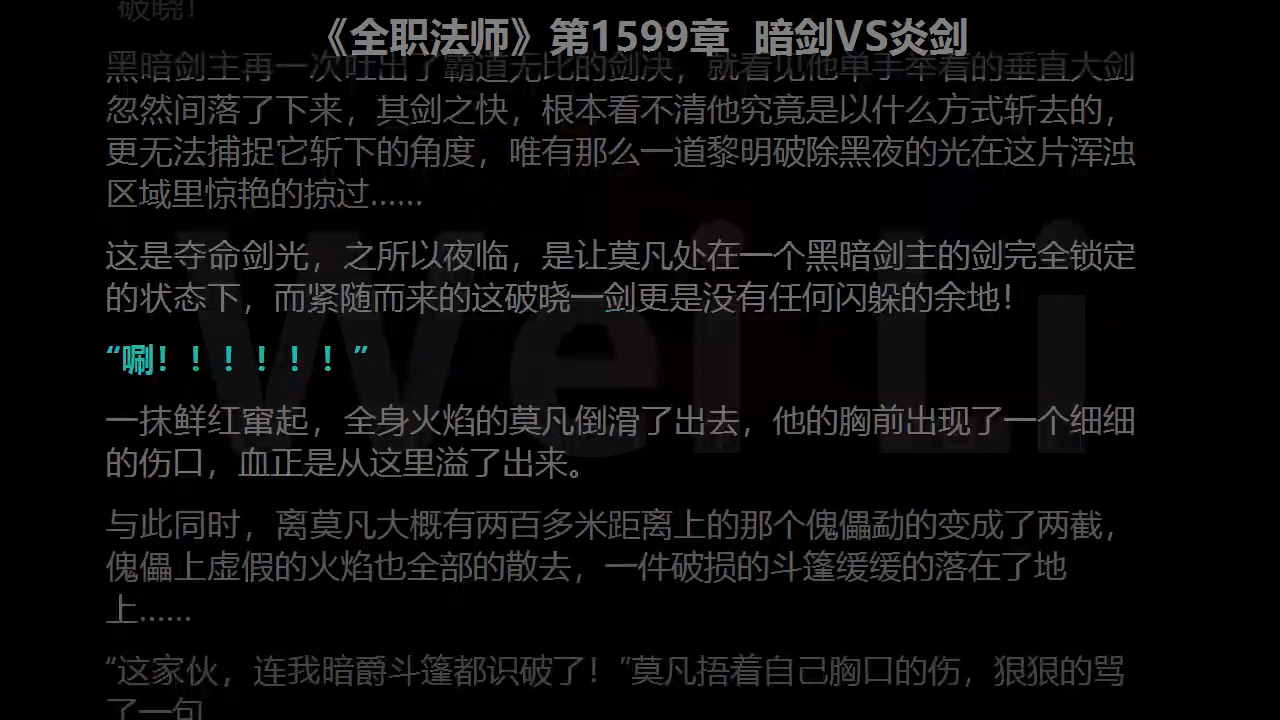 破晓！
《全职法师》第1599章 暗剑VS炎剑
黑暗剑主再一次吐出了霸道无比的剑决，就看见他单手举着的垂直大剑
忽然间落了下来，其剑之快，根本看不清他究竟是以什么方式斩去的，
更无法捕捉它斩下的角度，唯有那么一道黎明破除黑夜的光在这片浑浊
区域里惊艳的掠过……
这是夺命剑光，之所以夜临，是让莫凡处在一个黑暗剑主的剑完全锁定
的状态下，而紧随而来的这破晓一剑更是没有任何闪躲的余地！
“唰！！！！！！”
一抹鲜红窜起，全身火焰的莫凡倒滑了出去，他的胸前出现了一个细细
的伤口，血正是从这里溢了出来。
与此同时，离莫凡大概有两百多米距离上的那个傀儡勐的变成了两截，
傀儡上虚假的火焰也全部的散去，一件破损的斗篷缓缓的落在了地
上……
“这家伙，连我暗爵斗篷都识破了！”莫凡捂着自己胸口的伤，狠狠的骂
了一句
Wei Li